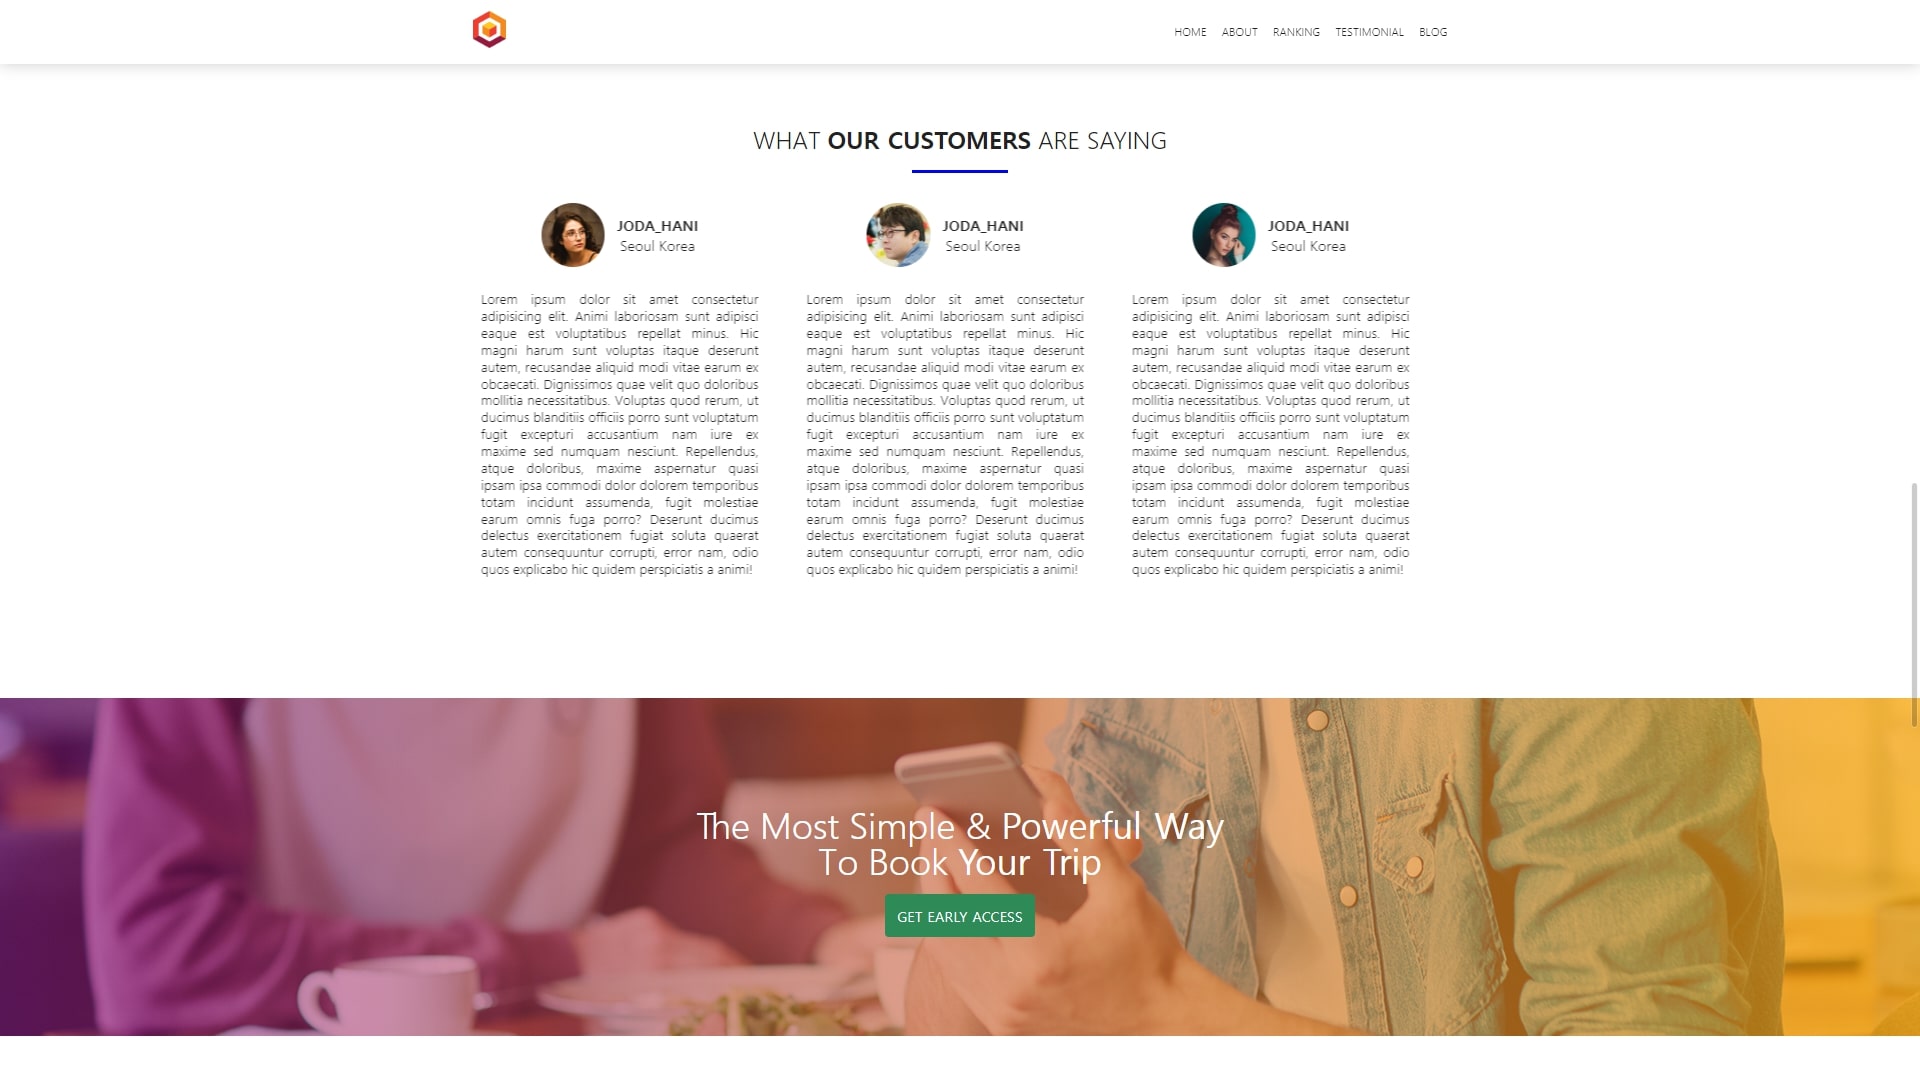 HOME ABOUT RANKING TESTIMONIAL BLOG
WHAT OUR CUSTOMERS ARE SAYING
JODA_HANI
Seoul Korea
Lorem ipsum dolor sit amet consectetur
adipisicing elit. Animi laboriosam sunt adipisci
eaque est voluptatibus repellat minus. Hic
magni harum sunt voluptas itaque deserunt
autem, recusandae aliquid modi vitae earum ex
obcaecati. Dignissimos quae velit quo doloribus
mollitia necessitatibus. Voluptas quod rerum, ut
ducimus blanditiis officiis porro sunt voluptatum
fugit excepturi accusantium nam iure ex
maxime sed numquam nesciunt. Repellendus,
atque doloribus, maxime aspernatur quasi
ipsam ipsa commodi dolor dolorem temporibus
totam incidunt assumenda, fugit molestiae
earum omnis fuga porro? Deserunt ducimus
delectus exercitationem fugiat soluta quaerat
autem consequuntur corrupti, error nam, odio
quos explicabo hic quidem perspiciatis a animi!
JODA_HANI
Seoul Korea
Lorem ipsum dolor sit amet consectetur
adipisicing elit. Animi laboriosam sunt adipisci
eaque est voluptatibus repellat minus. Hic
magni harum sunt voluptas itaque deserunt
autem, recusandae aliquid modi vitae earum ex
obcaecati. Dignissimos quae velit quo doloribus
mollitia necessitatibus. Voluptas quod rerum, ut
ducimus blanditiis officiis porro sunt voluptatum
fugit excepturi accusantium nam iure ex
maxime sed numquam nesciunt. Repellendus,
atque doloribus, maxime aspernatur quasi
ipsam ipsa commodi dolor dolorem temporibus
totam incidunt assumenda, fugit molestiae
earum omnis fuga porro? Deserunt ducimus
delectus exercitationem fugiat soluta quaerat
autem consequuntur corrupti, error nam, odio
quos explicabo hic quidem perspiciatis a animi!
JODA_HANI
Seoul Korea
Lorem ipsum dolor sit amet consectetur
adipisicing elit. Animi laboriosam sunt adipisci
eaque est voluptatibus repellat minus. Hic
magni harum sunt voluptas itaque deserunt
autem, recusandae aliquid modi vitae earum ex
obcaecati. Dignissimos quae velit quo doloribus
mollitia necessitatibus. Voluptas quod rerum, ut
ducimus blanditiis officiis porro sunt voluptatum
fugit excepturi accusantium nam iure ex
maxime sed numquam nesciunt. Repellendus,
atque doloribus, maxime aspernatur quasi
ipsam ipsa commodi dolor dolorem temporibus
totam incidunt assumenda, fugit molestiae
earum omnis fuga porro? Deserunt ducimus
delectus exercitationem fugiat soluta quaerat
autem consequuntur corrupti, error nam, odio
quos explicabo hic quidem perspiciatis a animi!
The Most Simple & Powerful Way
To Book Your Trip
GET EARLY ACCESS